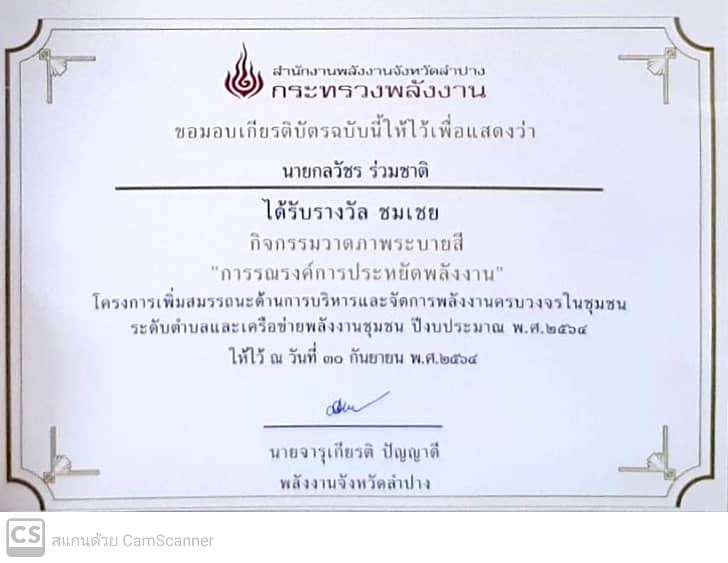 สำนักงานพลังงานจังหวัดลำปาง
กระทรวงพลังงาน
ขอมอบเกียรติบัตรฉบับนี้ให้ไว้เพื่อแสดงว่า
นายกลวัชร ร่วมชาติ
ได้รับรางวัล ชมเชย
กิจกรรมวาดภาพระบายสี
"การรณรงค์การประหยัดพลังงาน"
โครงการเพิ่มสมรรถนะด้านการบริหารและจัดการพลังงานครบวงจรในชุมชน
ระดับตำบลและเครือข่ายพลังงานชุมชน ปีงบประมาณ พ.ศ.๒๕๖๔
ให้ไว้ ณ วันที่ ๓๐ กันยายน พ.ศ.๒๕๖๔
นายจารุเกียรติ ปัญญาดี
พลังงานจังหวัดลำปาง
CS สแกนด้วย CamScanner